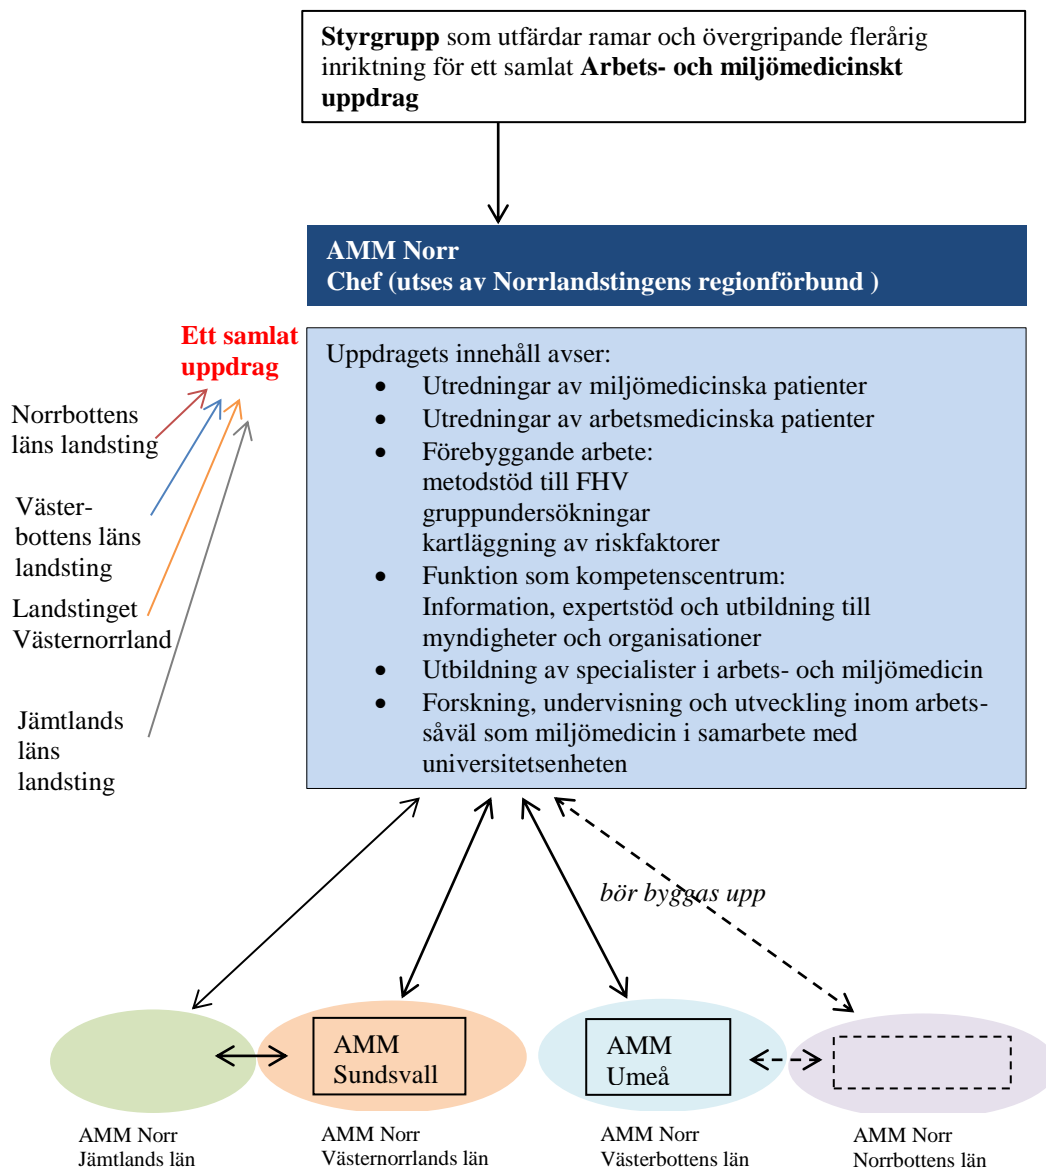 Styrgrupp som utfärdar ramar och övergripande flerårig
inriktning för ett samlat Arbets- och miljömedicinskt
uppdrag
AMM Norr
Chef (utses av Norrlandstingens regionförbund )
Ett samlat
uppdrag
Norrbottens
läns landsting
Väster-
bottens läns
landsting
Landstinget
Västernorrland
Jämtlands
läns
landsting
Uppdragets innehåll avser:
• Utredningar av miljömedicinska patienter
• Utredningar av arbetsmedicinska patienter
• Förebyggande arbete:
metodstöd till FHV
gruppundersökningar
kartläggning av riskfaktorer
• Funktion som kompetenscentrum:
Information, expertstöd och utbildning till
myndigheter och organisationer
• Utbildning av specialister i arbets- och miljömedicin
• Forskning, undervisning och utveckling inom arbets-
såväl som miljömedicin i samarbete med
universitetsenheten
bör byggas upp
AMM
Sundsvall
AMM
Umeå
AMM Norr
Jämtlands län
AMM Norr
Västernorrlands län
AMM Norr
Västerbottens län
AMM Norr
Norrbottens län